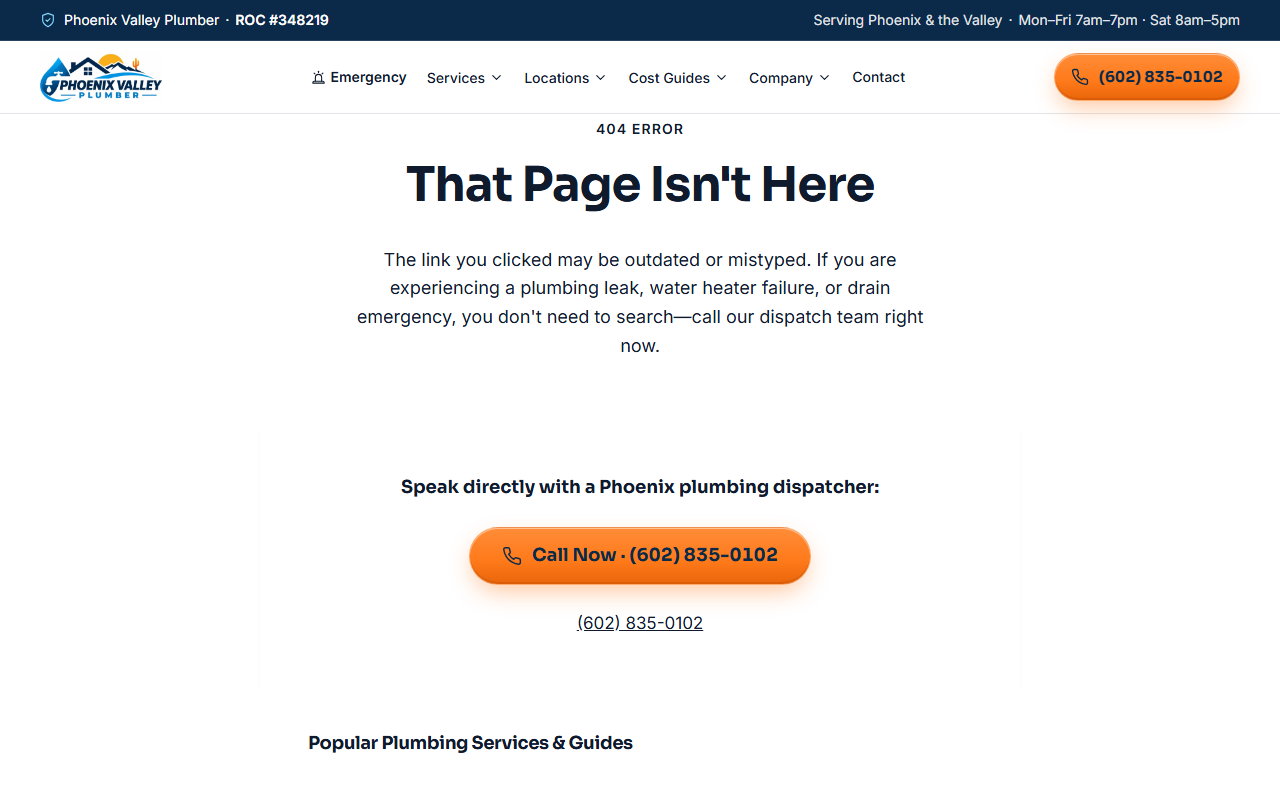 Phoenix Valley Plumber · ROC #348219
Serving Phoenix & the Valley · Mon–Fri 7am–7pm · Sat 8am–5pm
PHOENIX VALLEY
PLUMBER
Emergency Services Locations Cost Guides Company Contact
(602) 835-0102
404 ERROR
That Page Isn't Here
The link you clicked may be outdated or mistyped. If you are
experiencing a plumbing leak, water heater failure, or drain
emergency, you don't need to search—call our dispatch team right
now.
Speak directly with a Phoenix plumbing dispatcher:
Call Now · (602) 835-0102
(602) 835-0102
Popular Plumbing Services & Guides